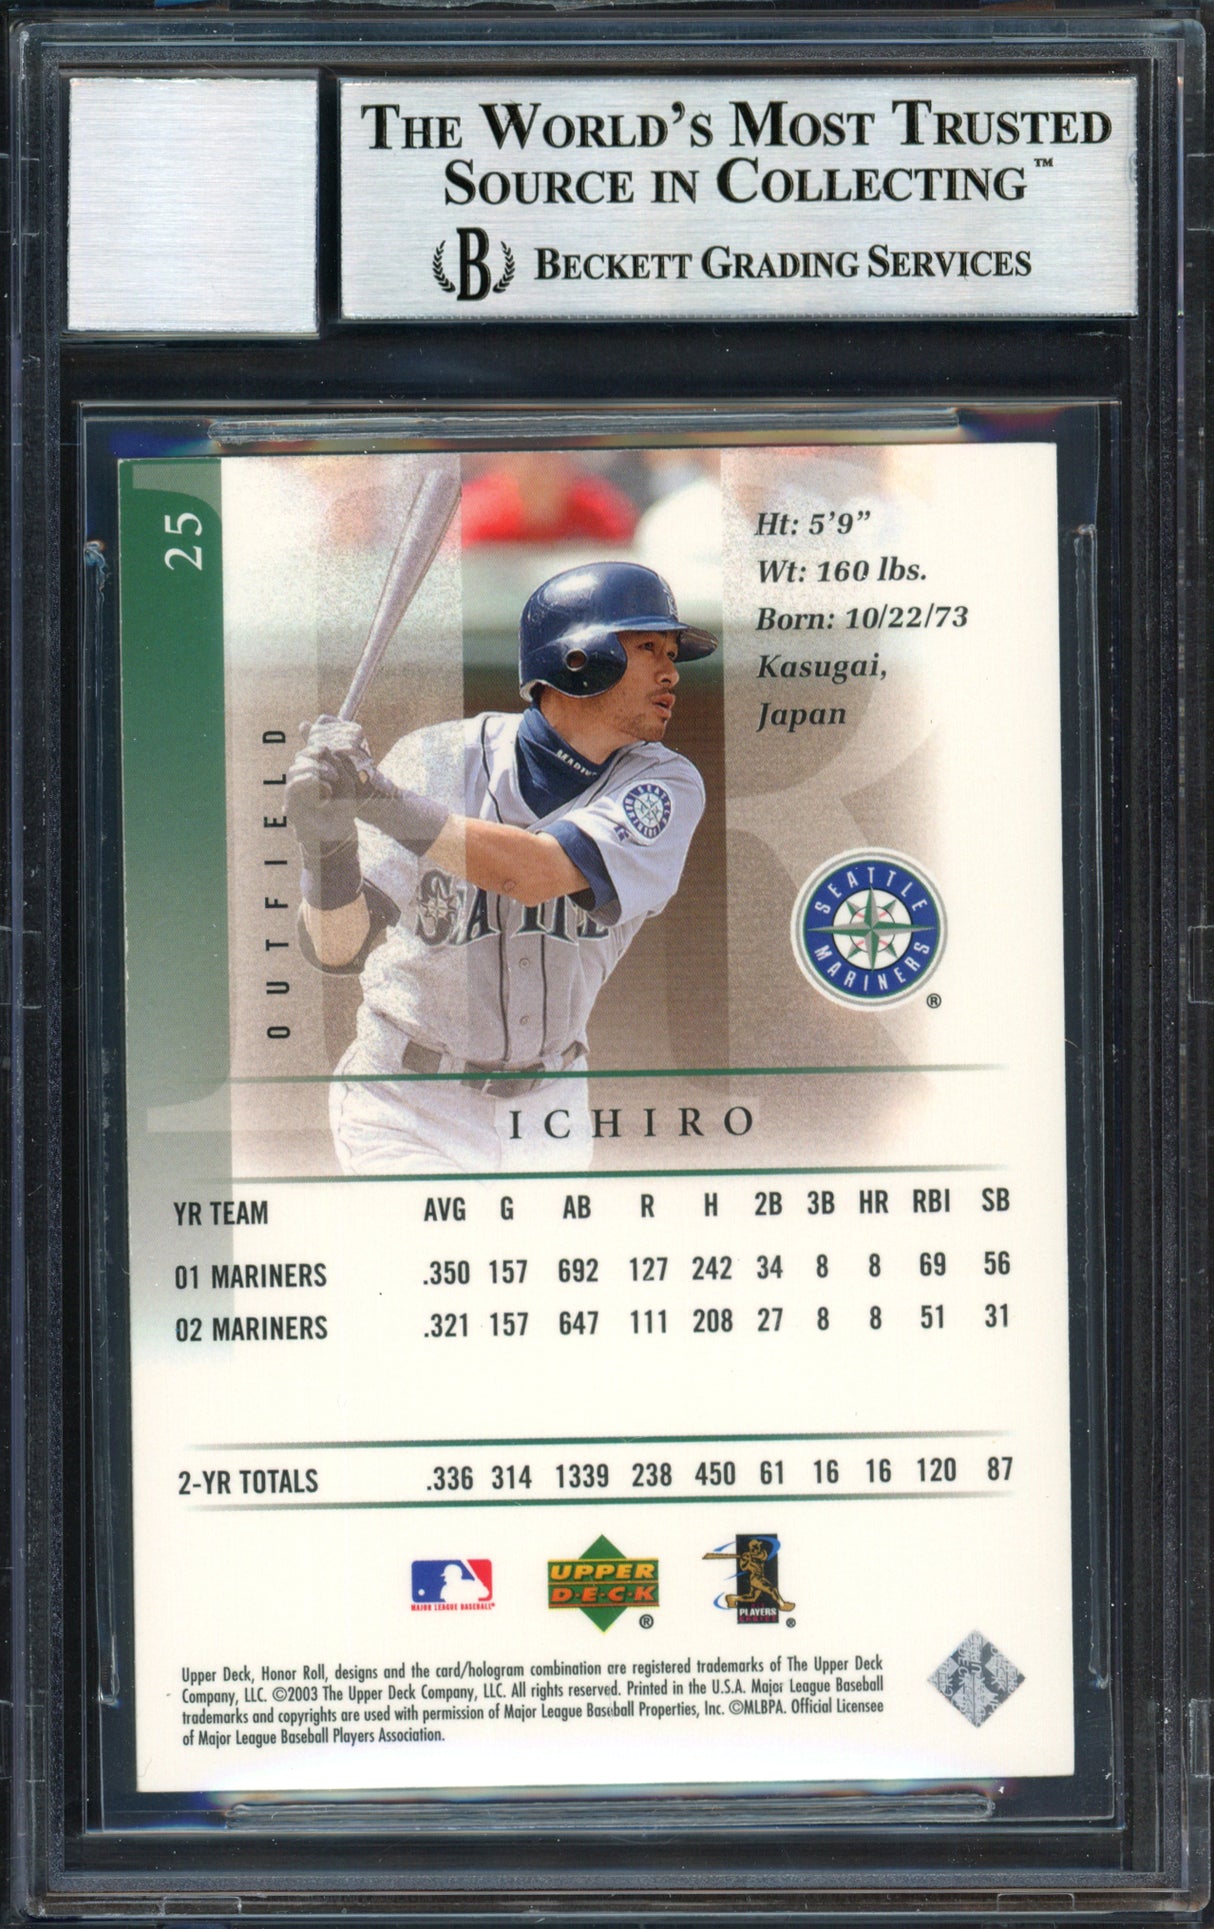 THE WORLD'S MOST TRUSTED
SOURCE IN COLLECTING™
B BECKETT GRADING SERVICES
25
OUTFIELD
Ht: 5'9"
Wt: 160 lbs.
Born: 10/22/73
Kasugai,
Japan
SEATTLE
MARINERS
®
ICHIRO
YR TEAM AVG G AB R H 2B 3B HR RBI SB
01 MARINERS .350 157 692 127 242 34 8 8 69 56
02 MARINERS .321 157 647 111 208 27 8 8 51 31
2-YR TOTALS .336 314 1339 238 450 61 16 16 120 87
MAJOR LEAGUE BASEBALL
UPPER
D·E·C·K
®
PLAYERS
CHOICE
®
Upper Deck, Honor Roll, designs and the card/hologram combination are registered trademarks of The Upper Deck
Company, LLC. ©2003 The Upper Deck Company, LLC. All rights reserved. Printed in the U.S.A. Major League Baseball
trademarks and copyrights are used with permission of Major League Baseball Properties, Inc. ©MLBPA. Official Licensee
of Major League Baseball Players Association.